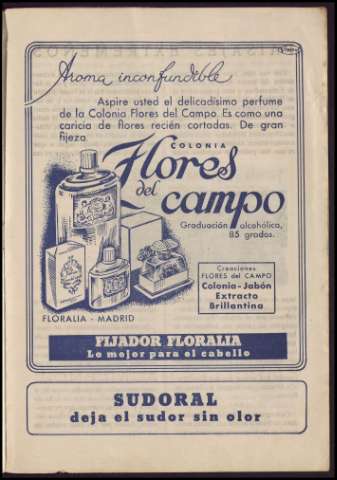 Aroma inconfundible
Aspire usted el delicadísimo perfume
de la Colonia Flores del Campo. Es como una
caricia de flores recién cortadas. De gran
fijeza.
COLONIA
Flores
del
campo
Graduación alcohólica,
85 grados.
Creaciones
FLORES del CAMPO
Colonia-Jabón
Extracto
Brillantina
FLORALIA - MADRID
FIJADOR FLORALIA
Lo mejor para el cabello
SUDORAL
deja el sudor sin olor